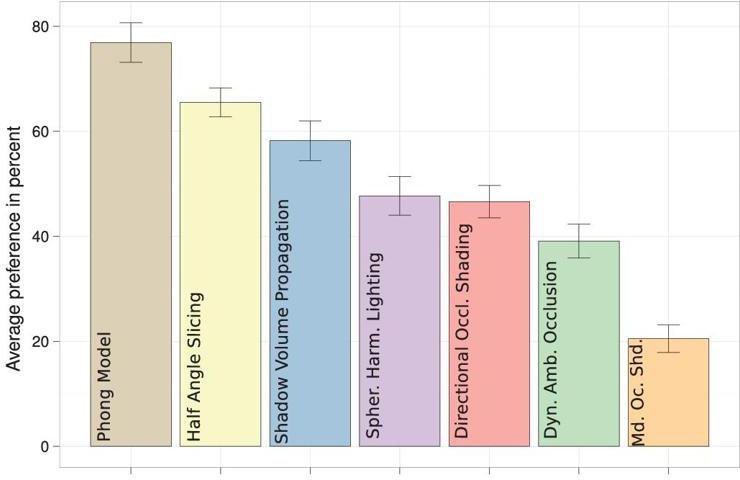 Average preference in percent
80
60
40
20
0
Phong Model
Half Angle Slicing
Shadow Volume Propagation
Spher. Harm. Lighting
Directional Occl. Shading
Dyn. Amb. Occlusion
Md. Oc. Shd.